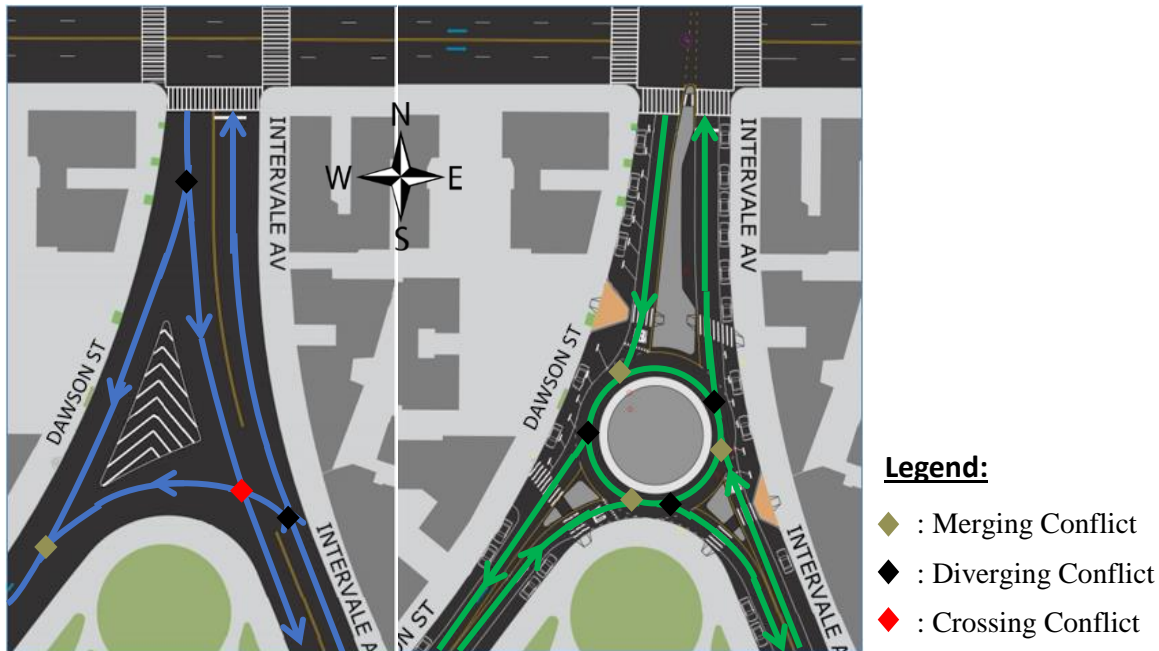 N
W E
S
INTERVALE AV
DAWSON ST
INTERVALE A
INTERVALE AV
DAWSON ST
INTERVALE A
ON ST
Legend:
: Merging Conflict
: Diverging Conflict
: Crossing Conflict